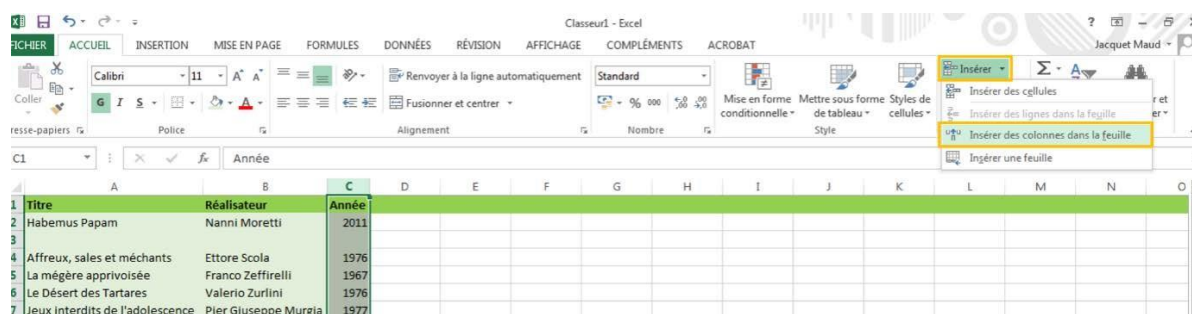 Classeur1 - Excel
FICHIER ACCUEIL INSERTION MISE EN PAGE FORMULES DONNÉES RÉVISION AFFICHAGE COMPLÉMENTS ACROBAT Jacquet Maud
Coller
Calibri 11 A A
Renvoyer à la ligne automatiquement
Standard
G I S A
Fusionner et centrer
% 000
Mise en forme conditionnelle
Mettre sous forme de tableau
Styles de cellules
Insérer
Insérer des cellules
Insérer des lignes dans la feuille
Insérer des colonnes dans la feuille
Insérer une feuille
resse-papiers Police Alignement Nombre Style
C1 fx Année
A B C D E F G H I J K L M N O
1 Titre Réalisateur Année
2 Habemus Papam Nanni Moretti 2011
3
4 Affreux, sales et méchants Ettore Scola 1976
5 La mégère apprivoisée Franco Zeffirelli 1967
6 Le Désert des Tartares Valerio Zurlini 1976
7 Jeux interdits de l'adolescence Pier Giuseppe Murgia 1977